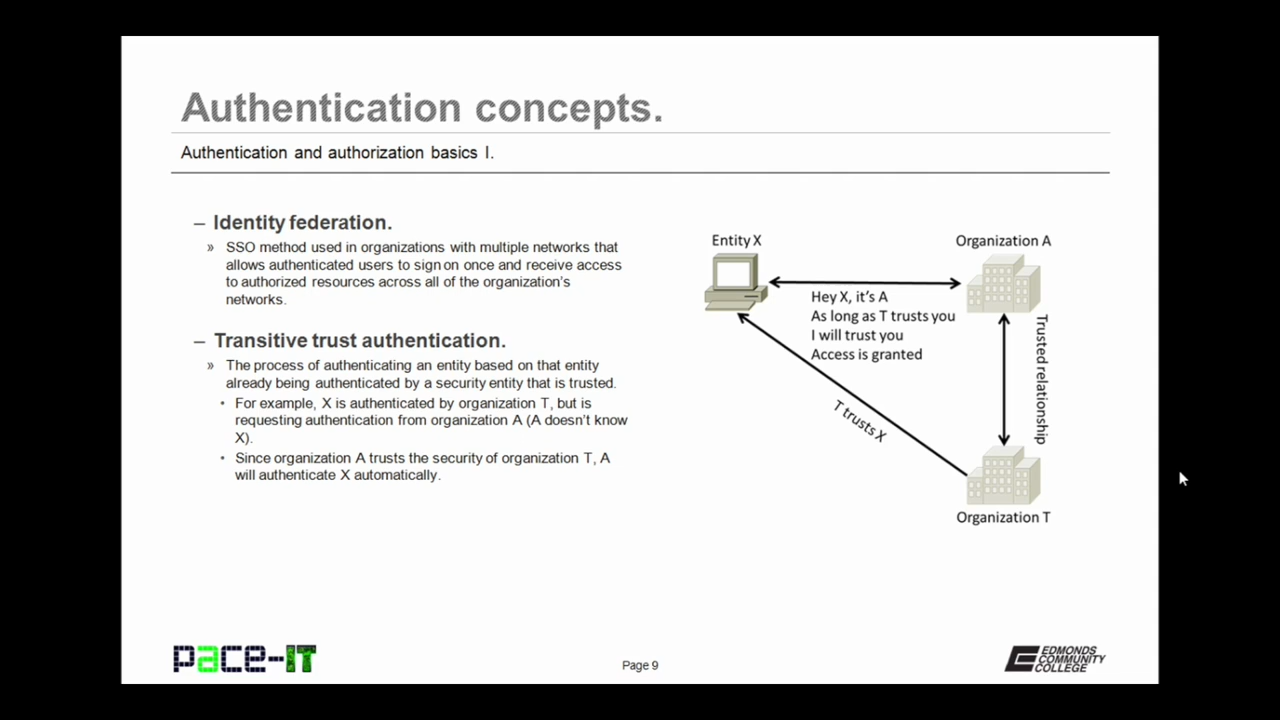 Authentication concepts.
Authentication and authorization basics I.
– Identity federation.
» SSO method used in organizations with multiple networks that
allows authenticated users to sign on once and receive access
to authorized resources across all of the organization's
networks.
– Transitive trust authentication.
» The process of authenticating an entity based on that entity
already being authenticated by a security entity that is trusted.
• For example, X is authenticated by organization T, but is
requesting authentication from organization A (A doesn't know
X).
• Since organization A trusts the security of organization T, A
will authenticate X automatically.
Entity X
Organization A
Hey X, it's A
As long as T trusts you
I will trust you
Access is granted
Trusted relationship
T trusts X
Organization T
pace-IT
Page 9
EDMONDS
COMMUNITY
COLLEGE